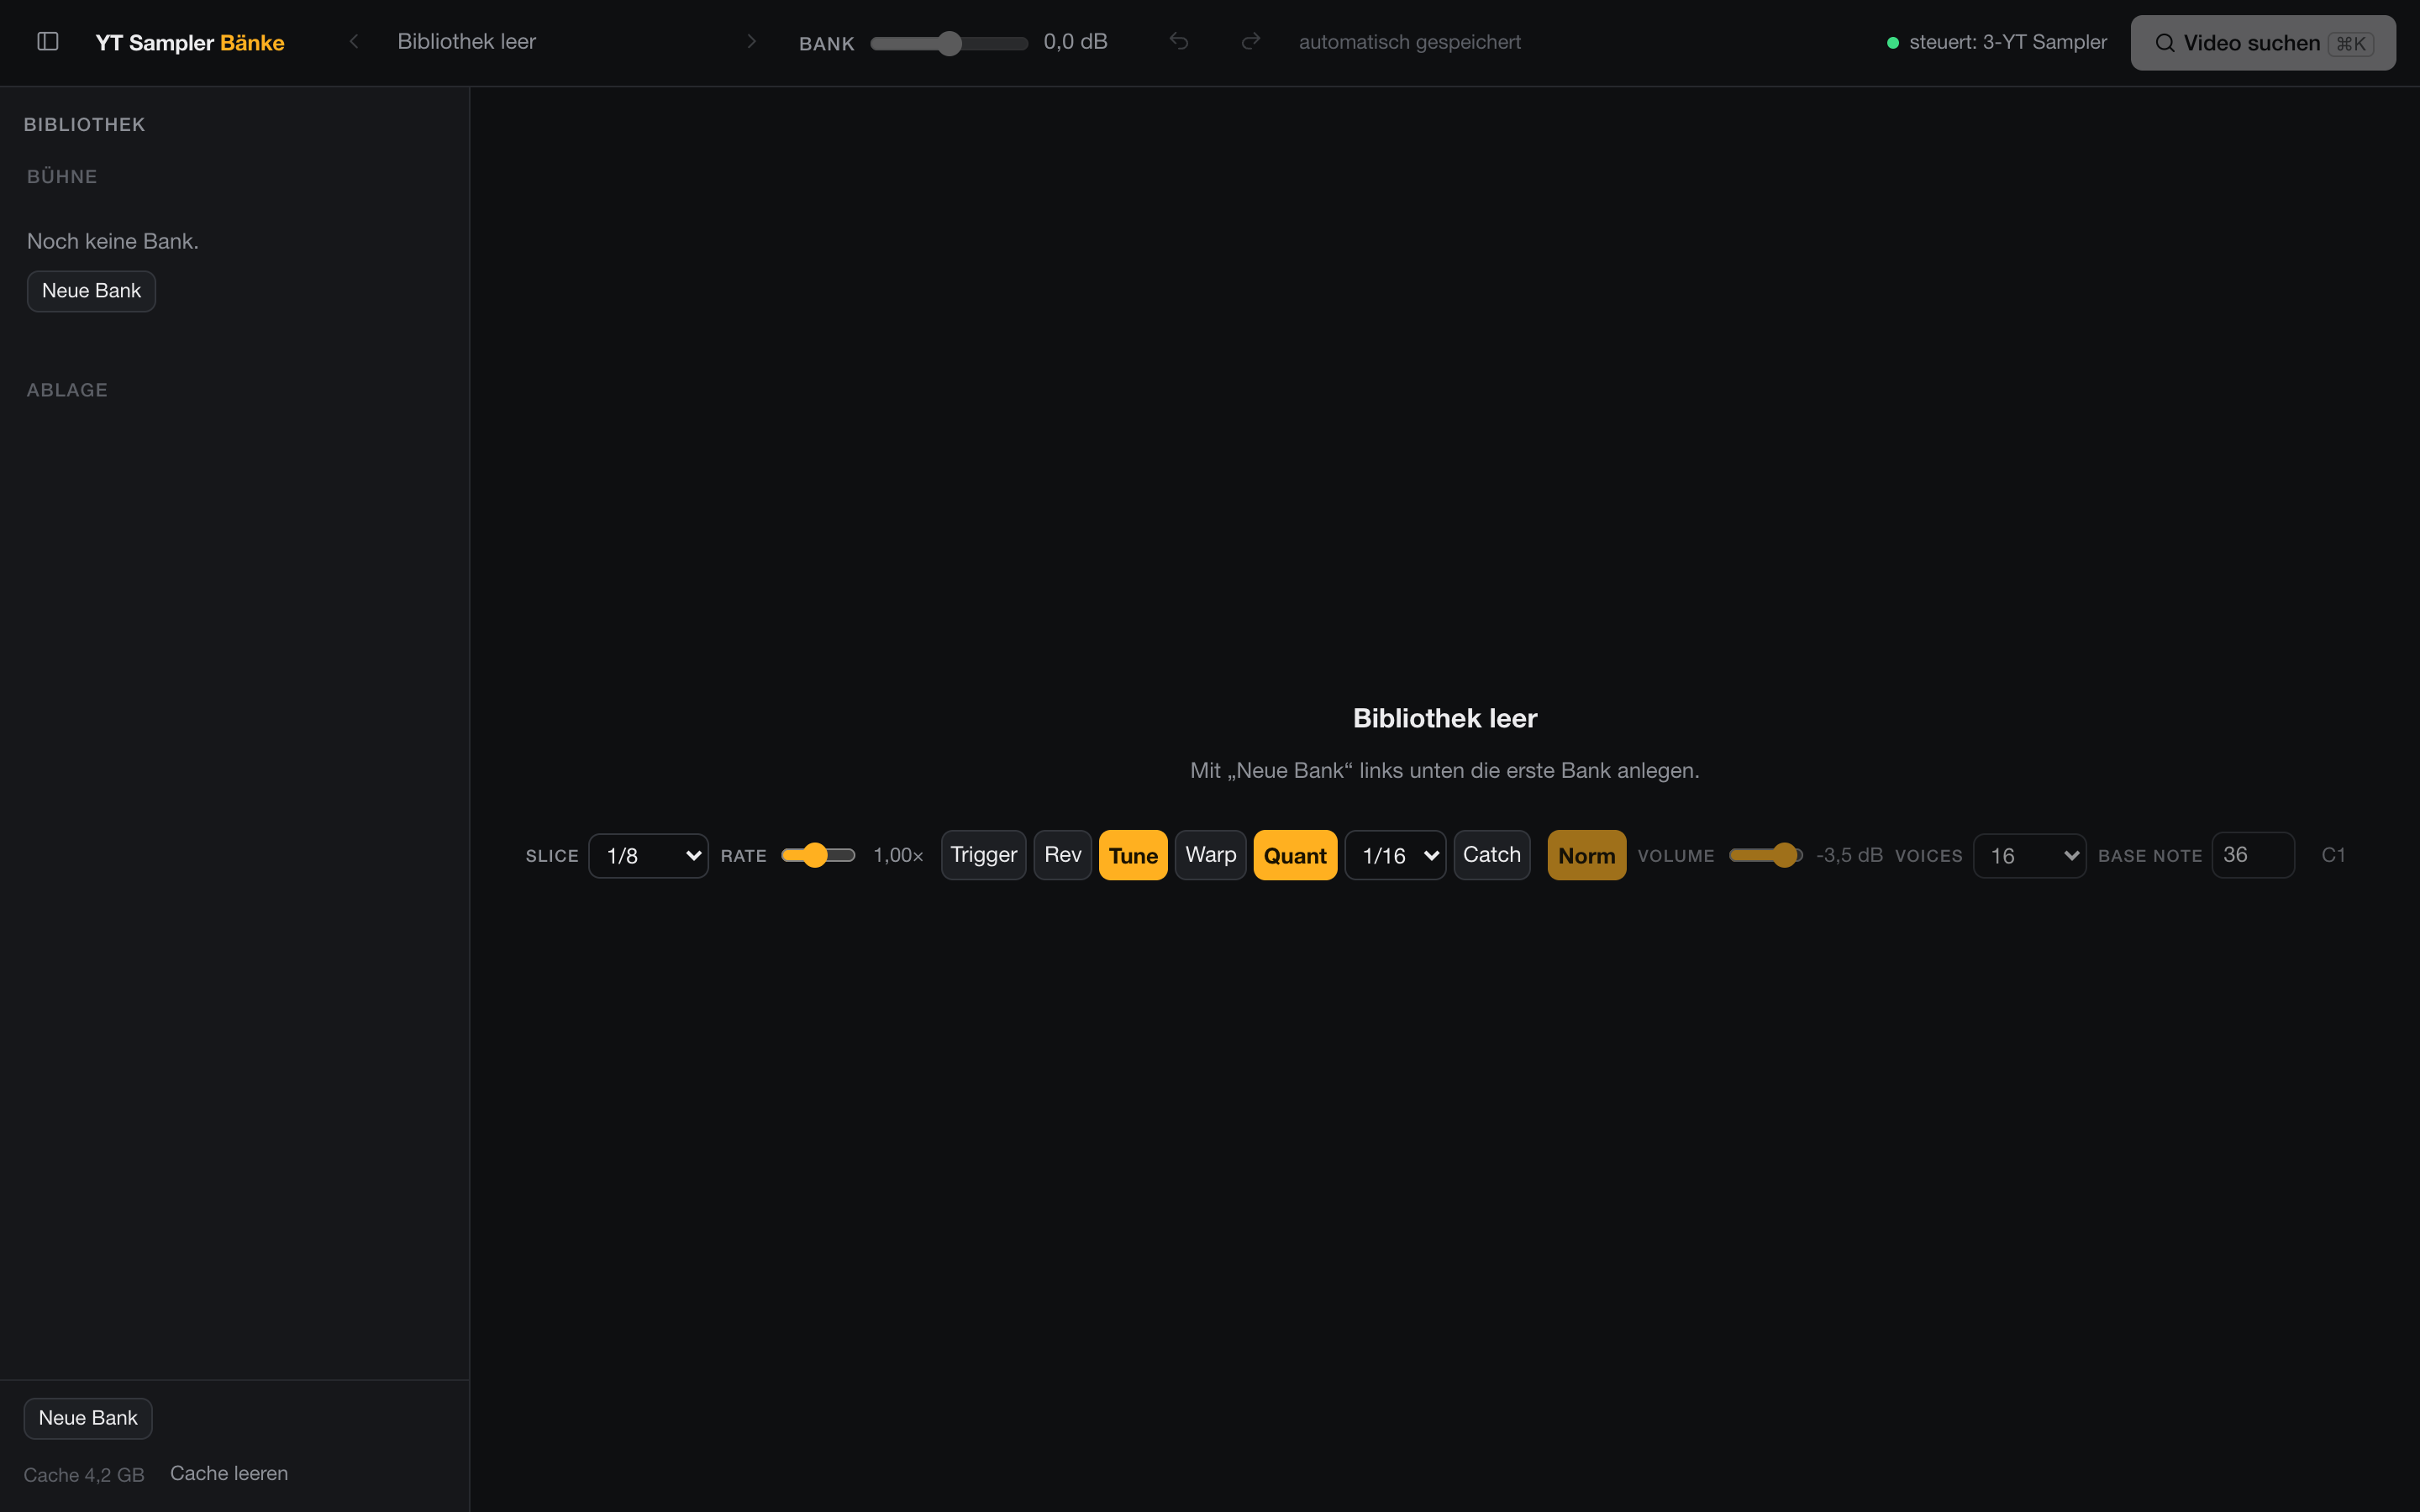 YT Sampler Bänke
Bibliothek leer
BANK 0,0 dB
automatisch gespeichert
steuert: 3-YT Sampler
Video suchen ⌘K
BIBLIOTHEK
BÜHNE
Noch keine Bank.
Neue Bank
ABLAGE
Bibliothek leer
Mit „Neue Bank“ links unten die erste Bank anlegen.
SLICE 1/8 RATE 1,00× Trigger Rev Tune Warp Quant 1/16 Catch Norm VOLUME -3,5 dB VOICES 16 BASE NOTE 36 C1
Neue Bank
Cache 4,2 GB Cache leeren